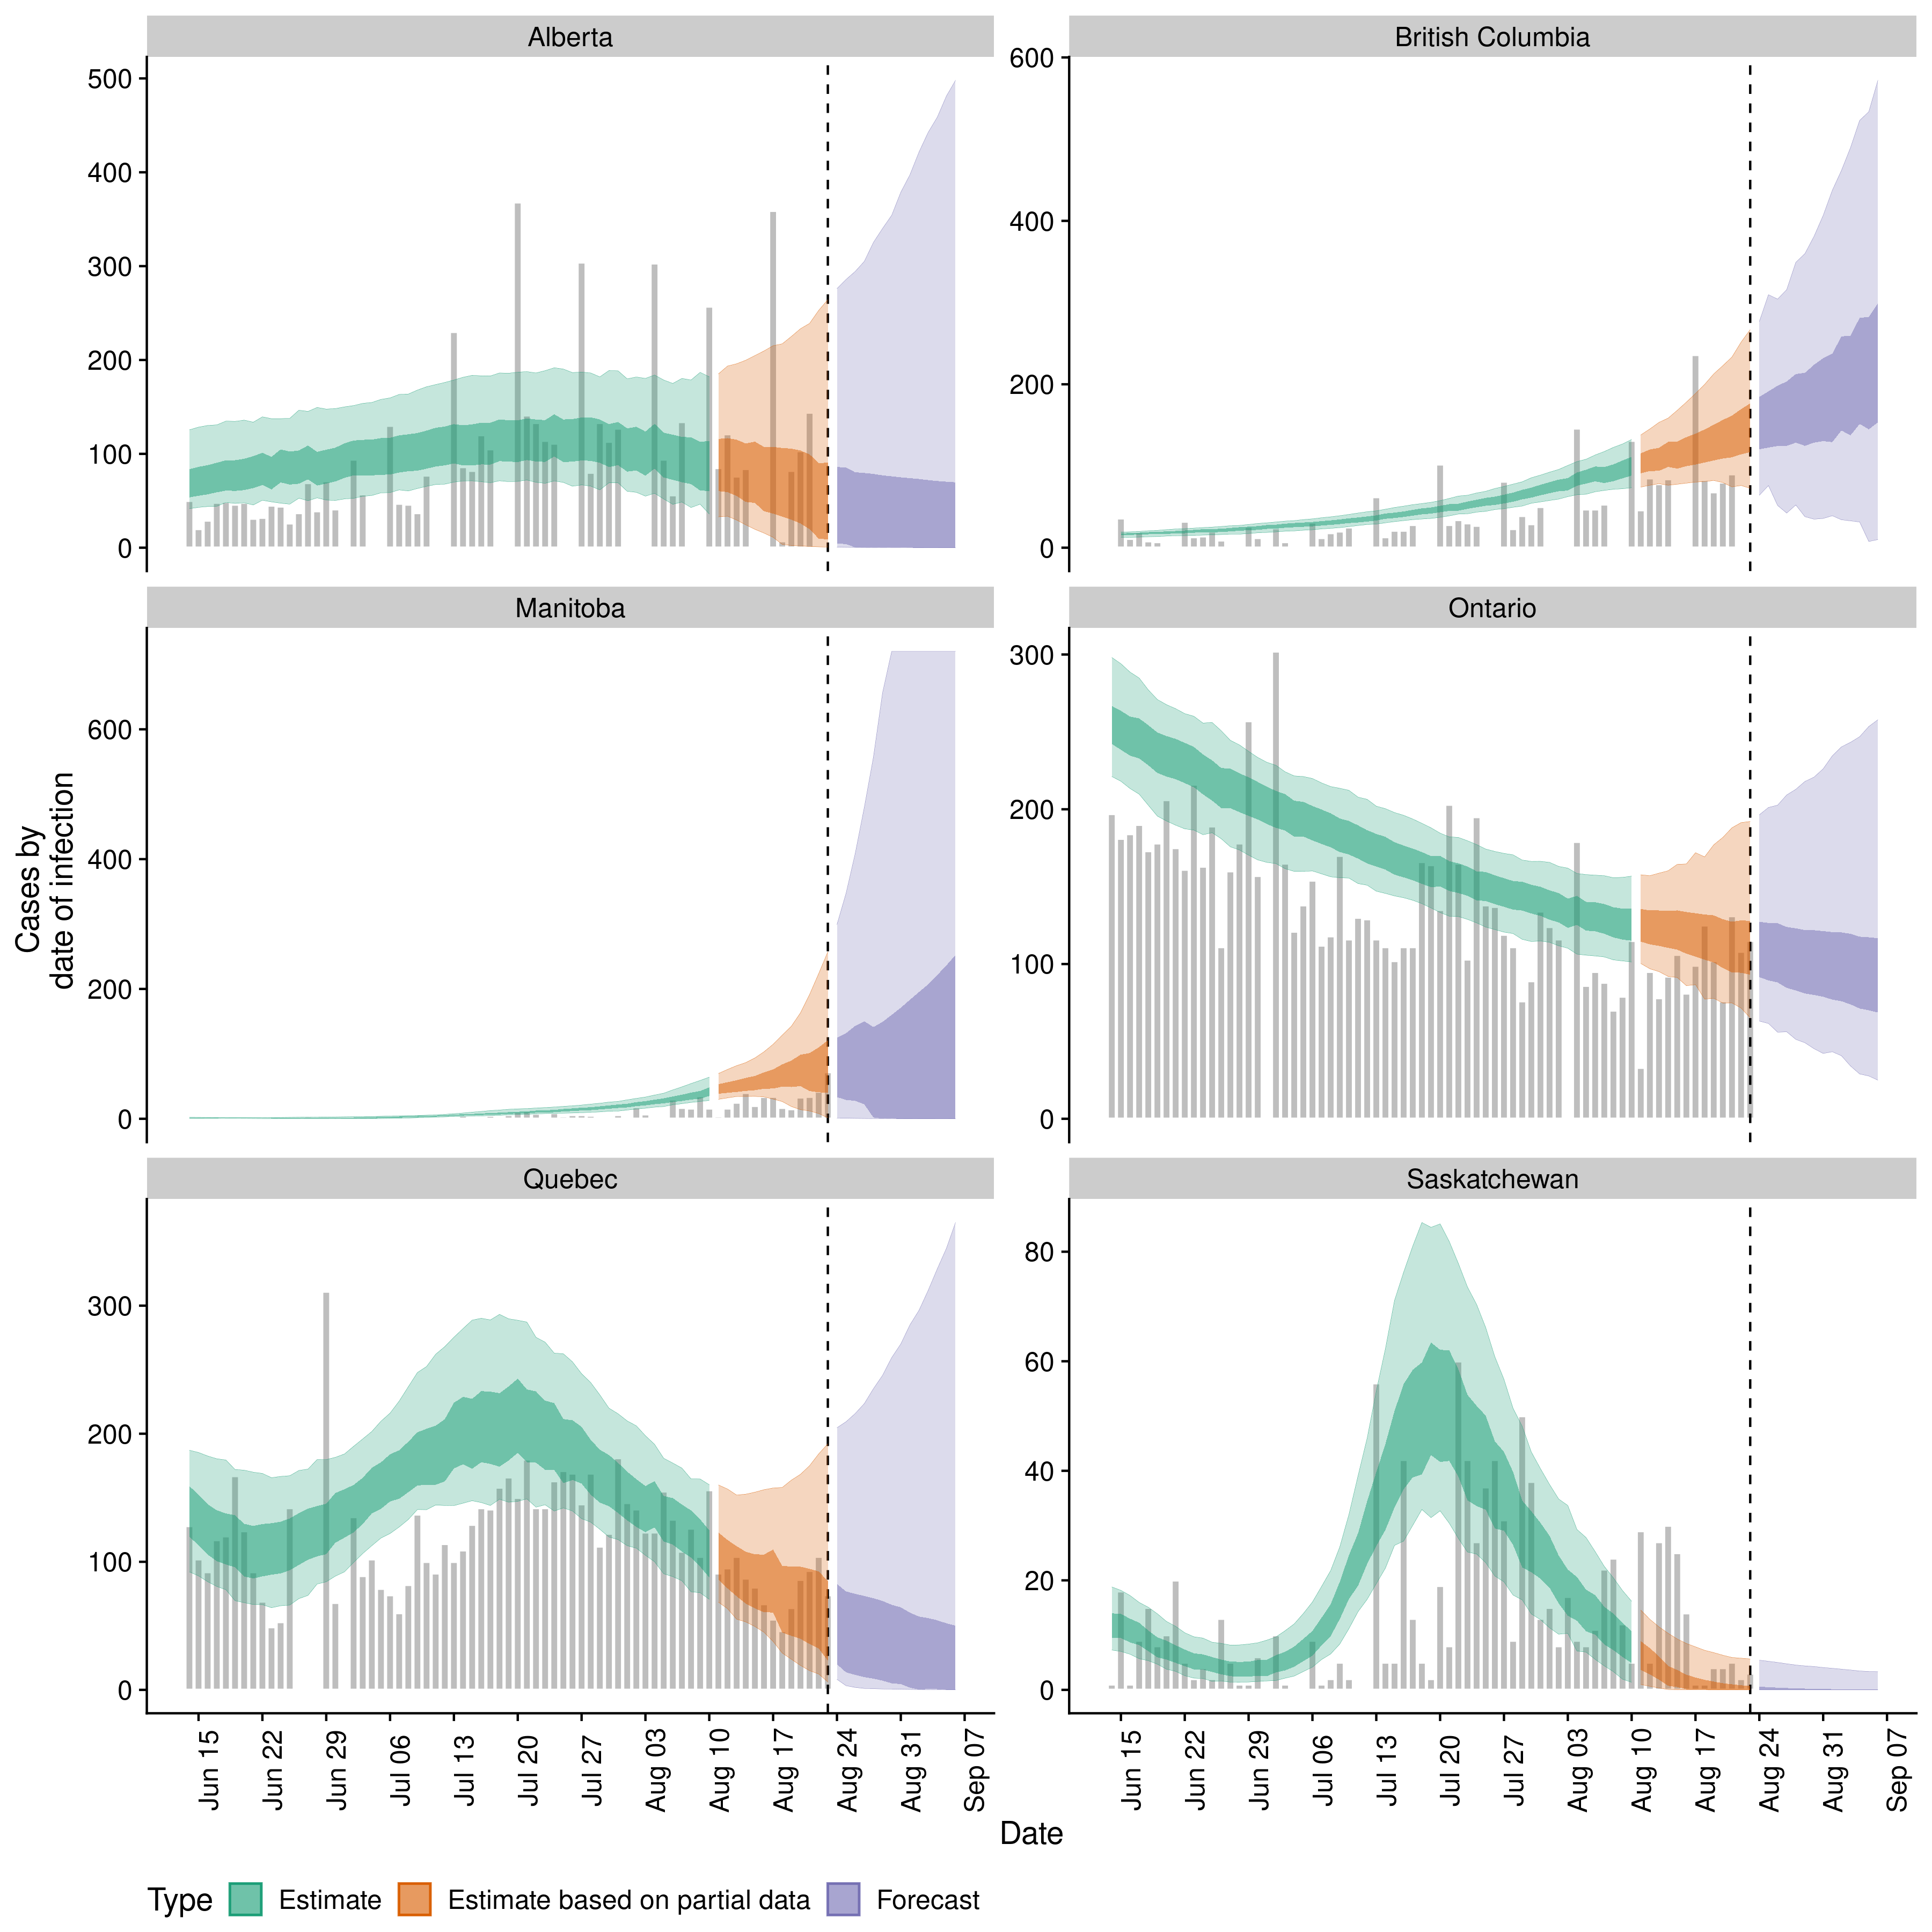 Alberta
British Columbia
500
400
300
200
100
0
600
400
200
0
Manitoba
Ontario
600
400
200
0
300
200
100
0
Cases by
date of infection
Quebec
Saskatchewan
300
200
100
0
80
60
40
20
0
Jun 15
Jun 22
Jun 29
Jul 06
Jul 13
Jul 20
Jul 27
Aug 03
Aug 10
Aug 17
Aug 24
Aug 31
Sep 07
Jun 15
Jun 22
Jun 29
Jul 06
Jul 13
Jul 20
Jul 27
Aug 03
Aug 10
Aug 17
Aug 24
Aug 31
Sep 07
Date
Type Estimate Estimate based on partial data Forecast